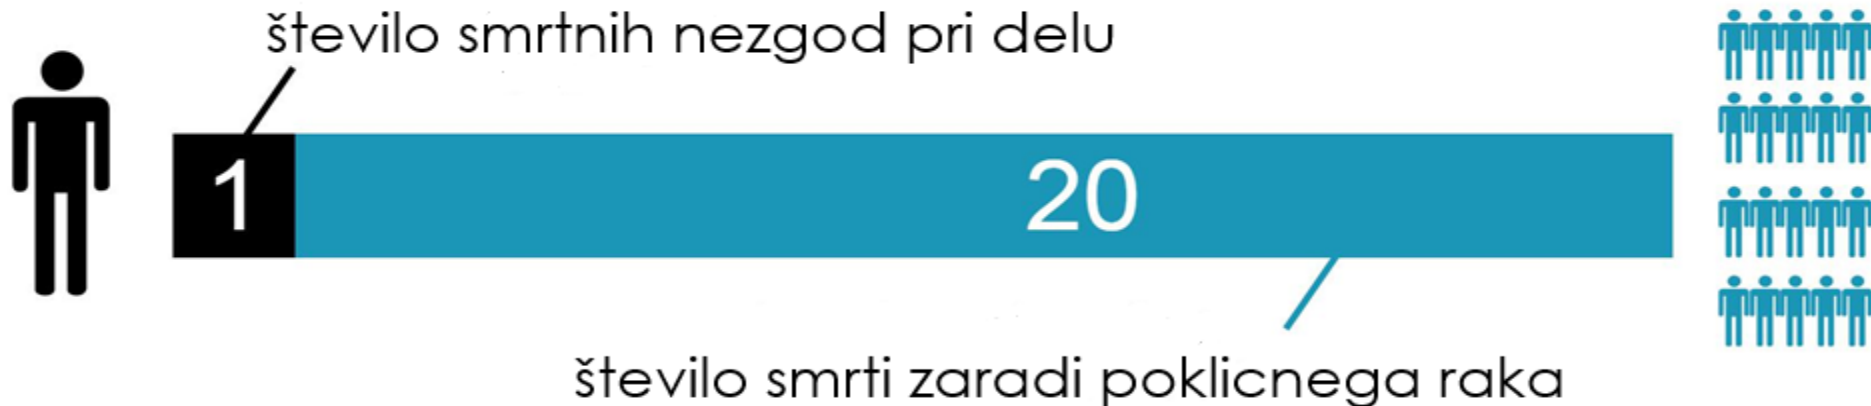 število smrtnih nezgod pri delu
1
20
število smrti zaradi poklicnega raka